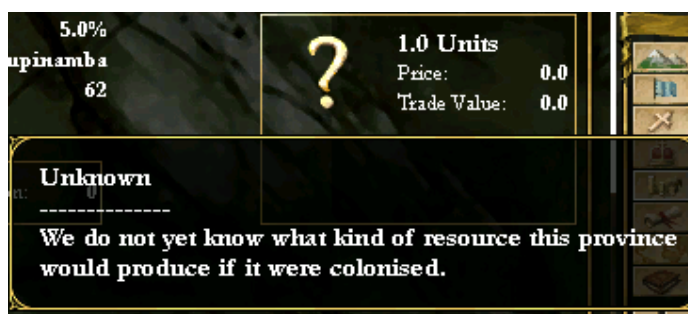 5.0%
upinamba
62
?
1.0 Units
Price: 0.0
Trade Value: 0.0
Unknown
--------------
n: 0
We do not yet know what kind of resource this province
would produce if it were colonised.